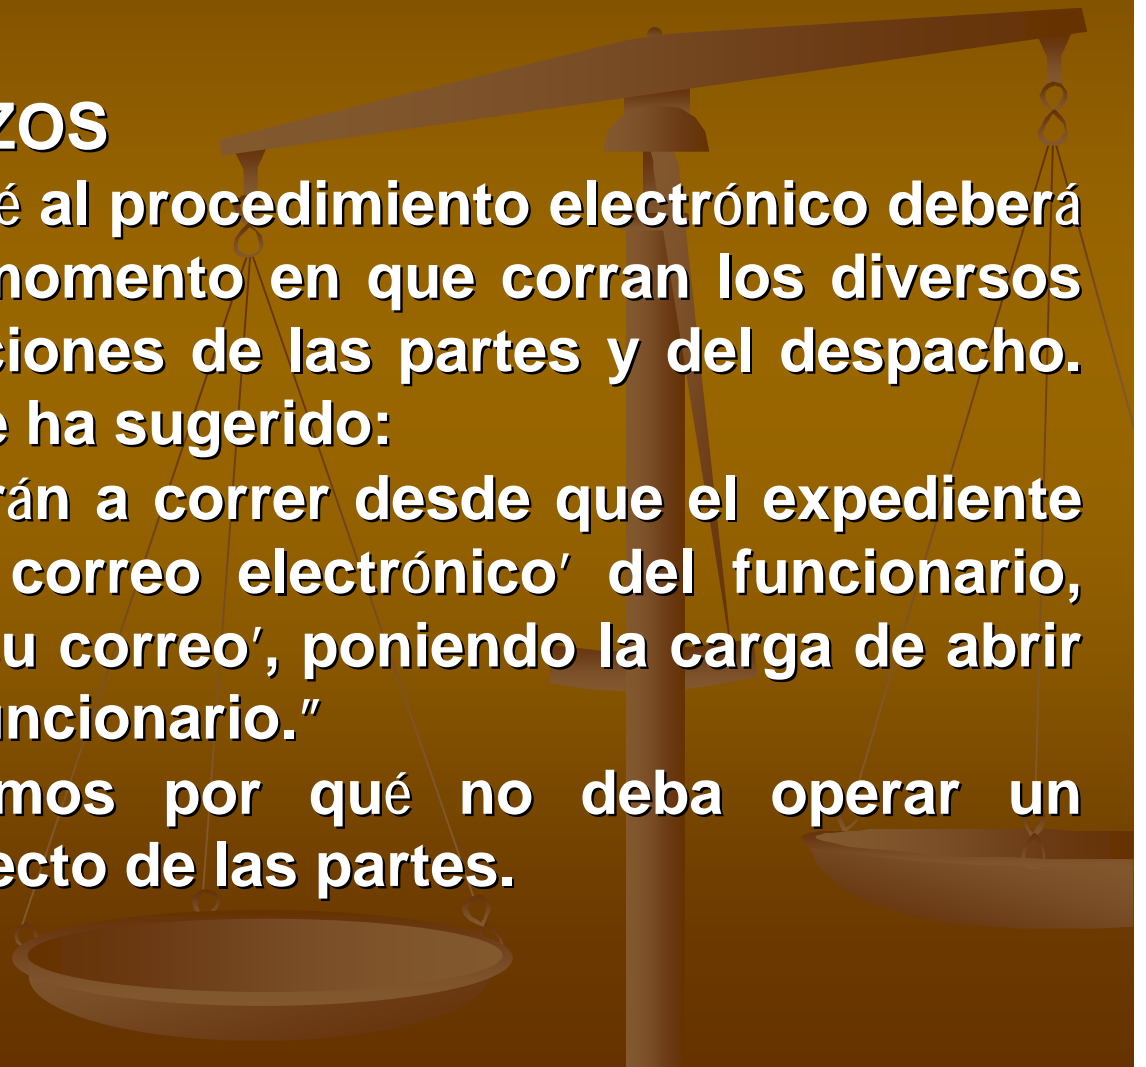 ZOS
é al procedimiento electrónico deberá
momento en que corran los diversos
ciones de las partes y del despacho.
e ha sugerido:
rán a correr desde que el expediente
correo electrónico′ del funcionario,
su correo′, poniendo la carga de abrir
uncionario.″
mos por qué no deba operar un
ecto de las partes.